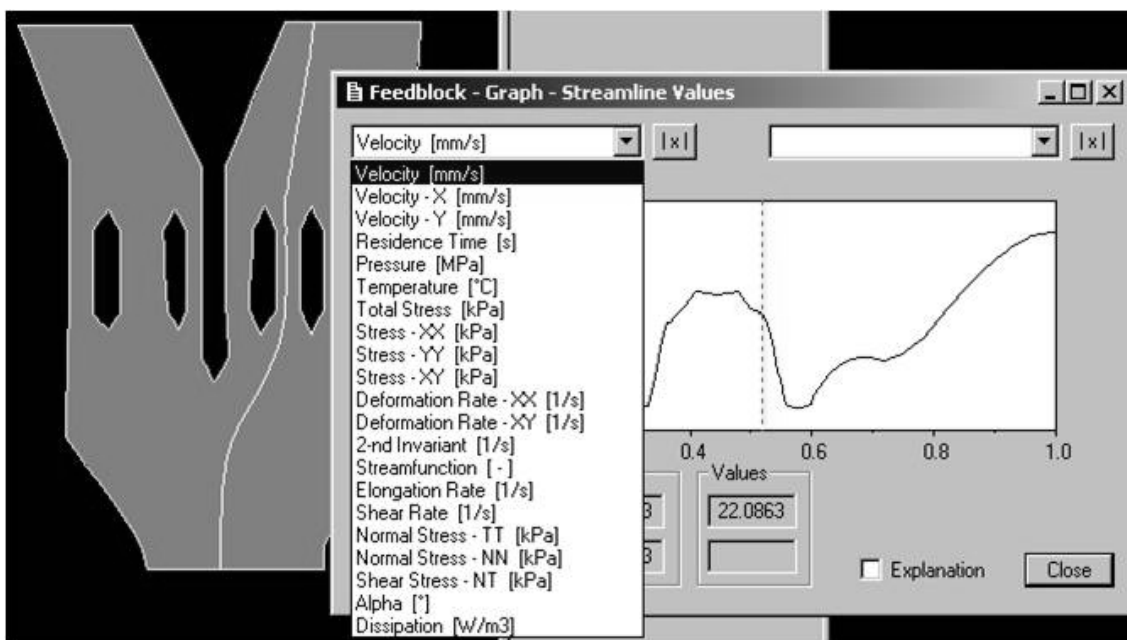 Feedblock - Graph - Streamline Values
Velocity [mm/s]
|x|
|x|
Velocity [mm/s]
Velocity - X [mm/s]
Velocity - Y [mm/s]
Residence Time [s]
Pressure [MPa]
Temperature [°C]
Total Stress [kPa]
Stress - XX [kPa]
Stress - YY [kPa]
Stress - XY [kPa]
Deformation Rate - XX [1/s]
Deformation Rate - XY [1/s]
2-nd Invariant [1/s]
Streamfunction [ - ]
Elongation Rate [1/s]
Shear Rate [1/s]
Normal Stress - TT [kPa]
Normal Stress - NN [kPa]
Shear Stress - NT [kPa]
Alpha [°]
Dissipation [W/m3]
0.4 0.6 0.8 1.0
Values
3 22.0863
3
Explanation
Close